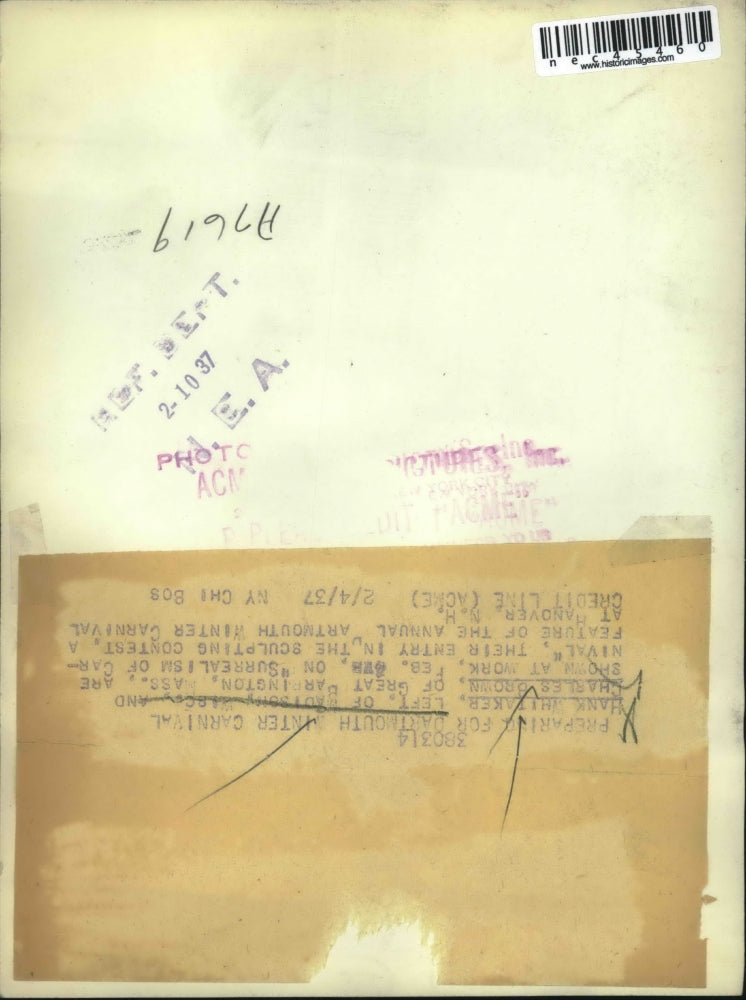 nec45460
www.historicimages.com
A7619
REF. DEPT.
2-10 37
N. E. A.
PHOTO
PICTURES, Inc.
ACM
YORK CITY
"ACME"
380314
PREPARING FOR DARTMOUTH WINTER CARNIVAL
HANK WHITAKER, LEFT, OF MADISON, WISC., AND
CHARLES BROWN, OF GREAT BARRINGTON, MASS., ARE
SHOWN AT WORK, FEB. ON "SURREALISM OF CAR-
NIVAL", THEIR ENTRY IN THE SCULPTING CONTEST, A
FEATURE OF THE ANNUAL DARTMOUTH WINTER CARNIVAL
AT HANOVER, N.H.
CREDIT LINE (ACME) 2/4/37 NY CHI BOS